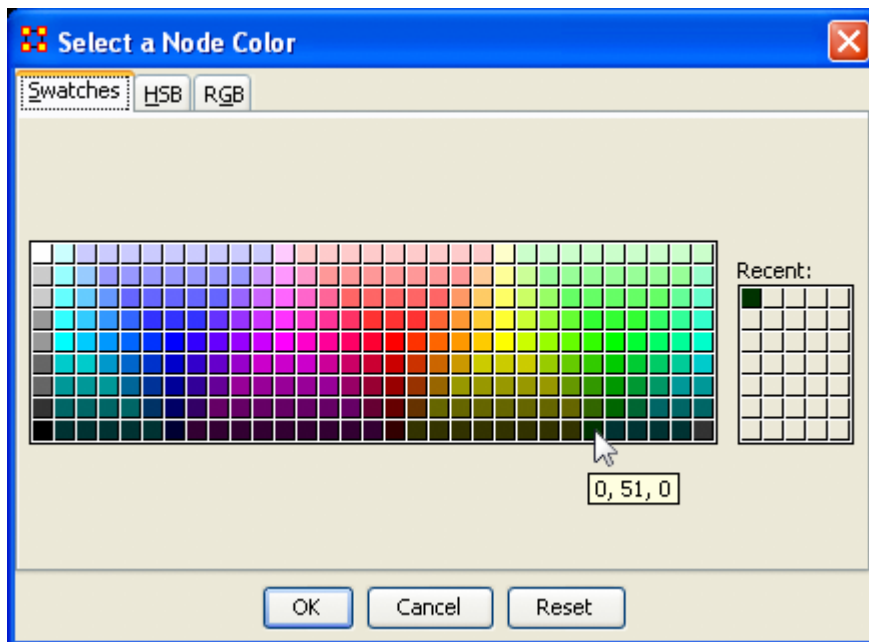 Select a Node Color
Swatches HSB RGB
Recent:
0, 51, 0
OK Cancel Reset